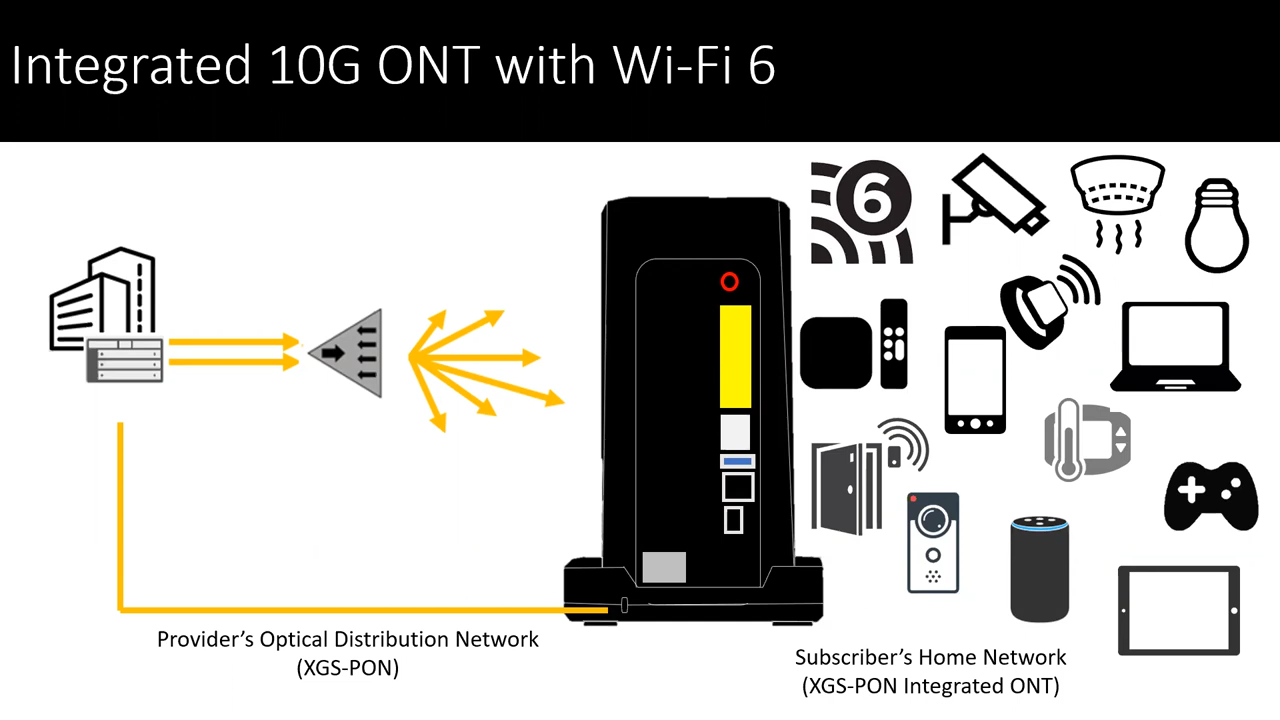 Integrated 10G ONT with Wi-Fi 6
6
Provider’s Optical Distribution Network
(XGS-PON)
Subscriber’s Home Network
(XGS-PON Integrated ONT)